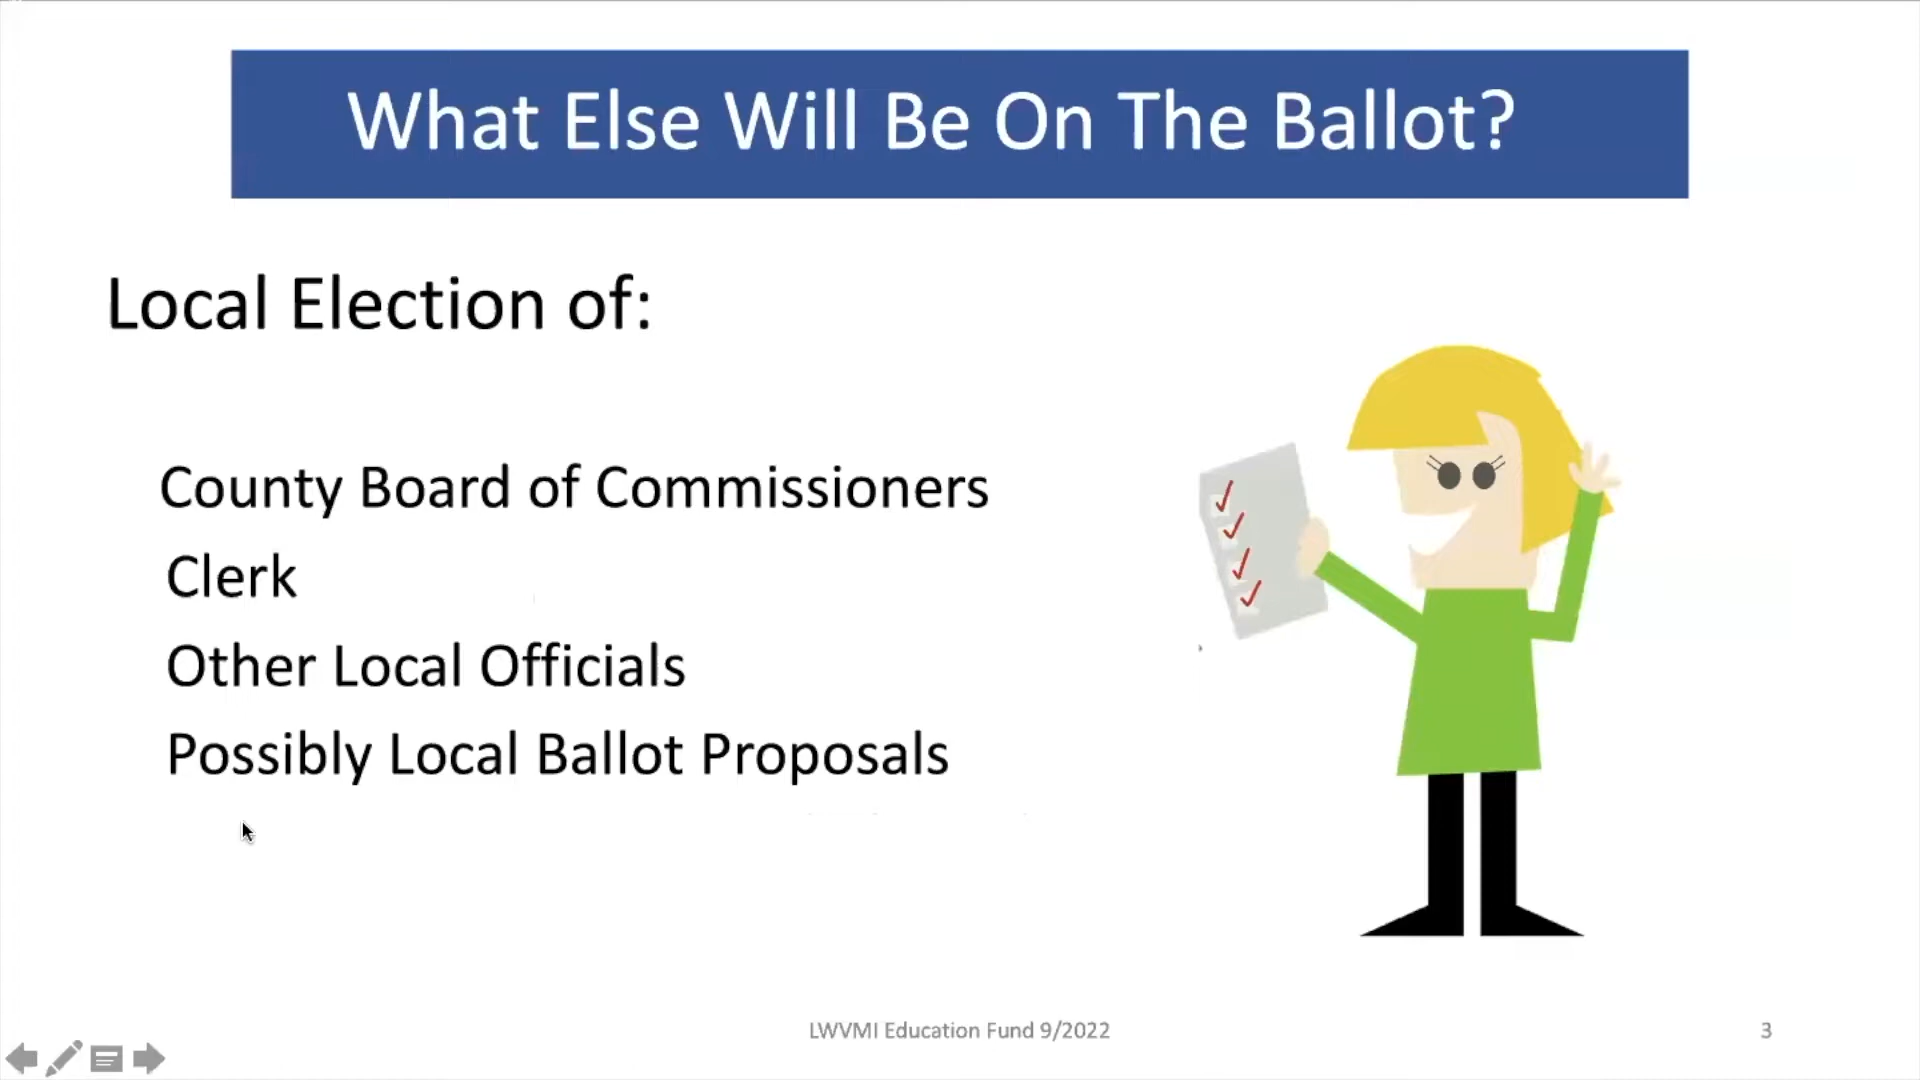 What Else Will Be On The Ballot?
Local Election of:
County Board of Commissioners
Clerk
Other Local Officials
Possibly Local Ballot Proposals
LWVMI Education Fund 9/2022
3